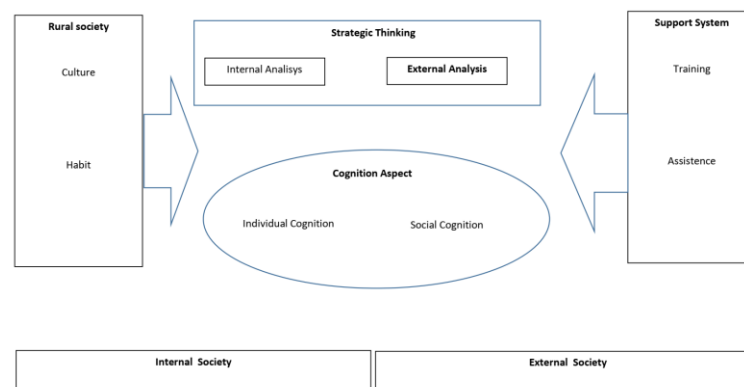 Rural society
Culture
Habit
Strategic Thinking
Internal Analisys
External Analysis
Cognition Aspect
Individual Cognition
Social Cognition
Support System
Training
Assistence
Internal Society
External Society